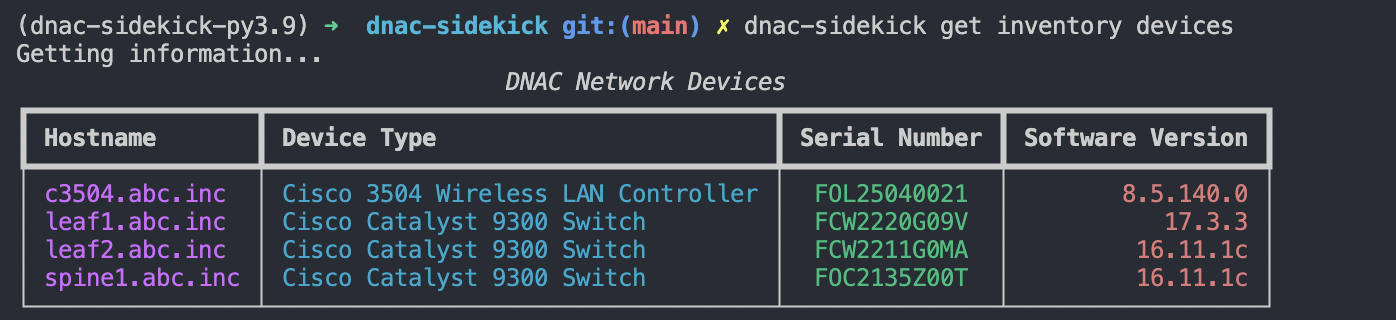 (dnac-sidekick-py3.9) ➜ dnac-sidekick git:(main) ✗ dnac-sidekick get inventory devices
Getting information...
DNAC Network Devices
Hostname Device Type Serial Number Software Version
c3504.abc.inc Cisco 3504 Wireless LAN Controller FOL25040021 8.5.140.0
leaf1.abc.inc Cisco Catalyst 9300 Switch FCW2220G09V 17.3.3
leaf2.abc.inc Cisco Catalyst 9300 Switch FCW2211G0MA 16.11.1c
spine1.abc.inc Cisco Catalyst 9300 Switch FOC2135Z00T 16.11.1c